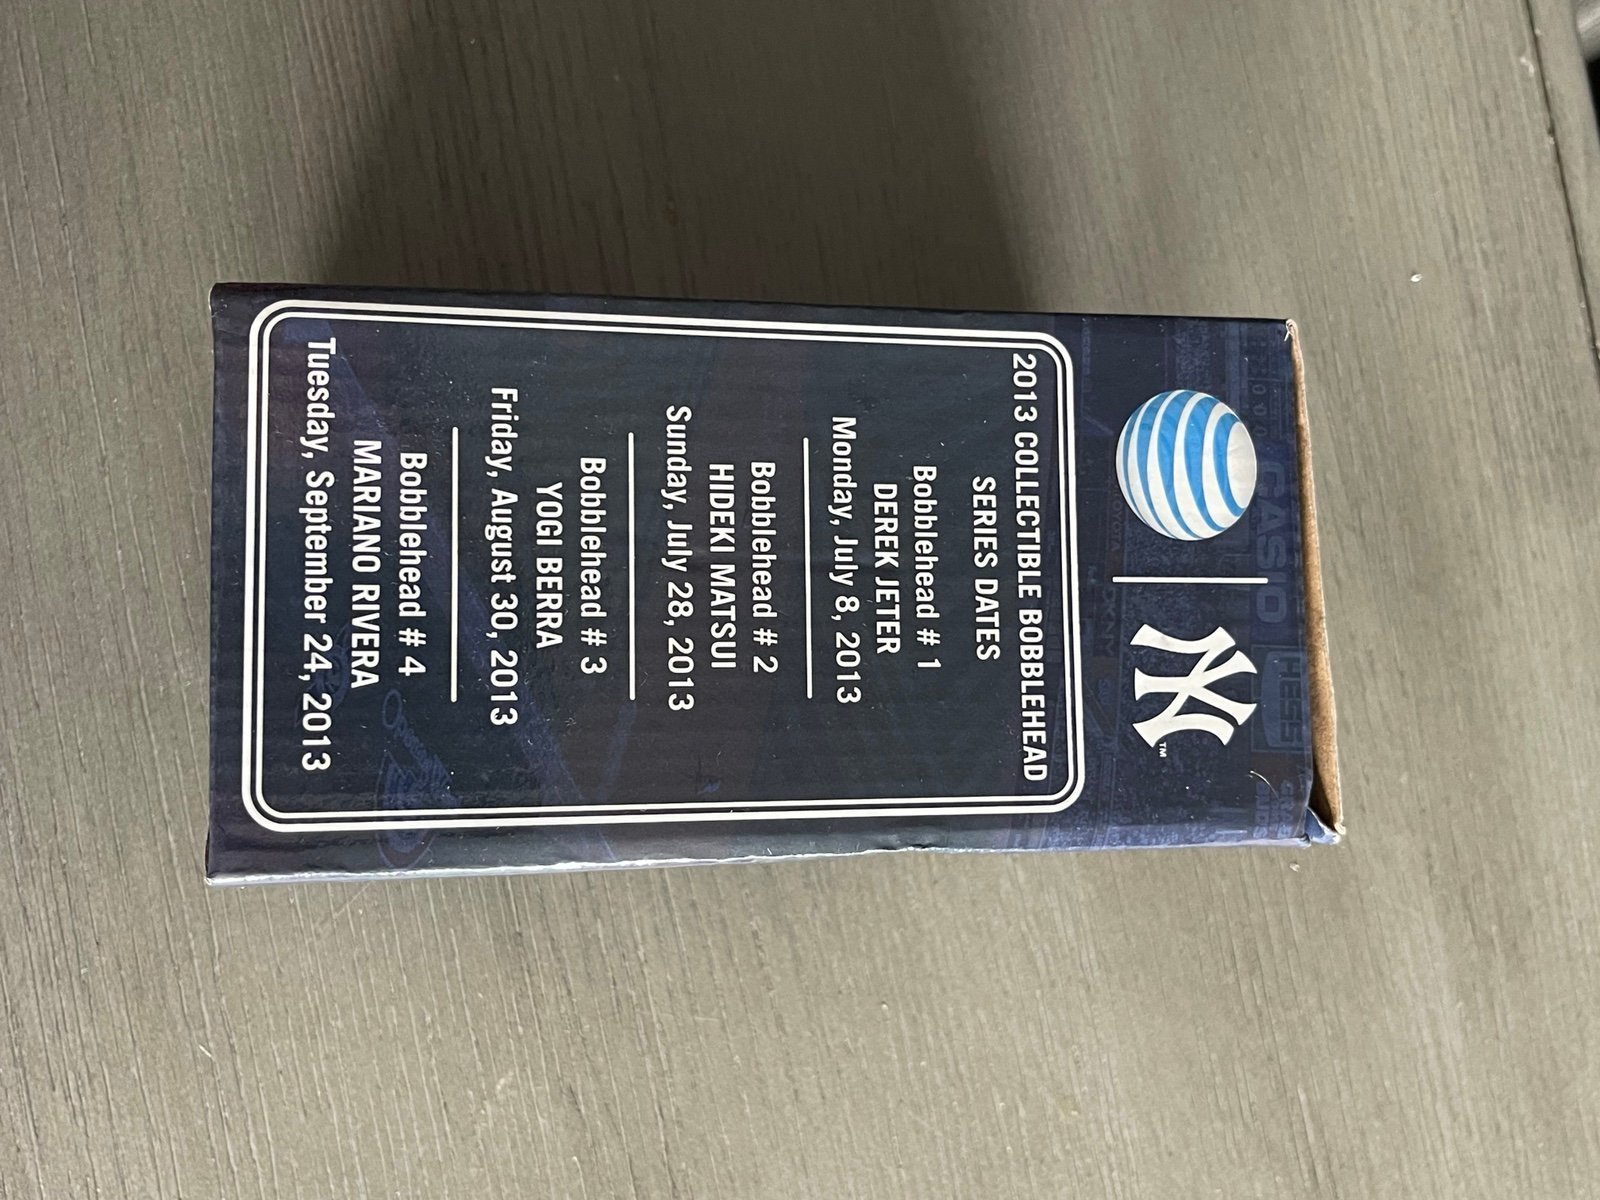 2013 COLLECTIBLE BOBBLEHEAD
SERIES DATES
Bobblehead # 1
DEREK JETER
Monday, July 8, 2013
Bobblehead # 2
HIDEKI MATSUI
Sunday, July 28, 2013
Bobblehead # 3
YOGI BERRA
Friday, August 30, 2013
Bobblehead # 4
MARIANO RIVERA
Tuesday, September 24, 2013
NY
TM
CASIO
HESS